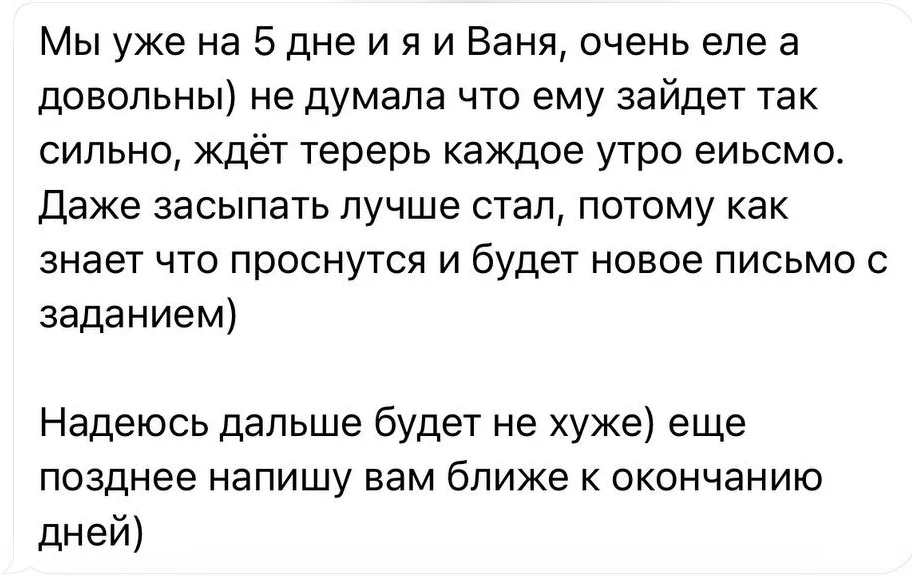 Мы уже на 5 дне и я и Ваня, очень еле а
довольны) не думала что ему зайдет так
сильно, ждёт терерь каждое утро еиьсмо.
Даже засыпать лучше стал, потому как
знает что проснутся и будет новое письмо с
заданием)

Надеюсь дальше будет не хуже) еще
позднее напишу вам ближе к окончанию
дней)